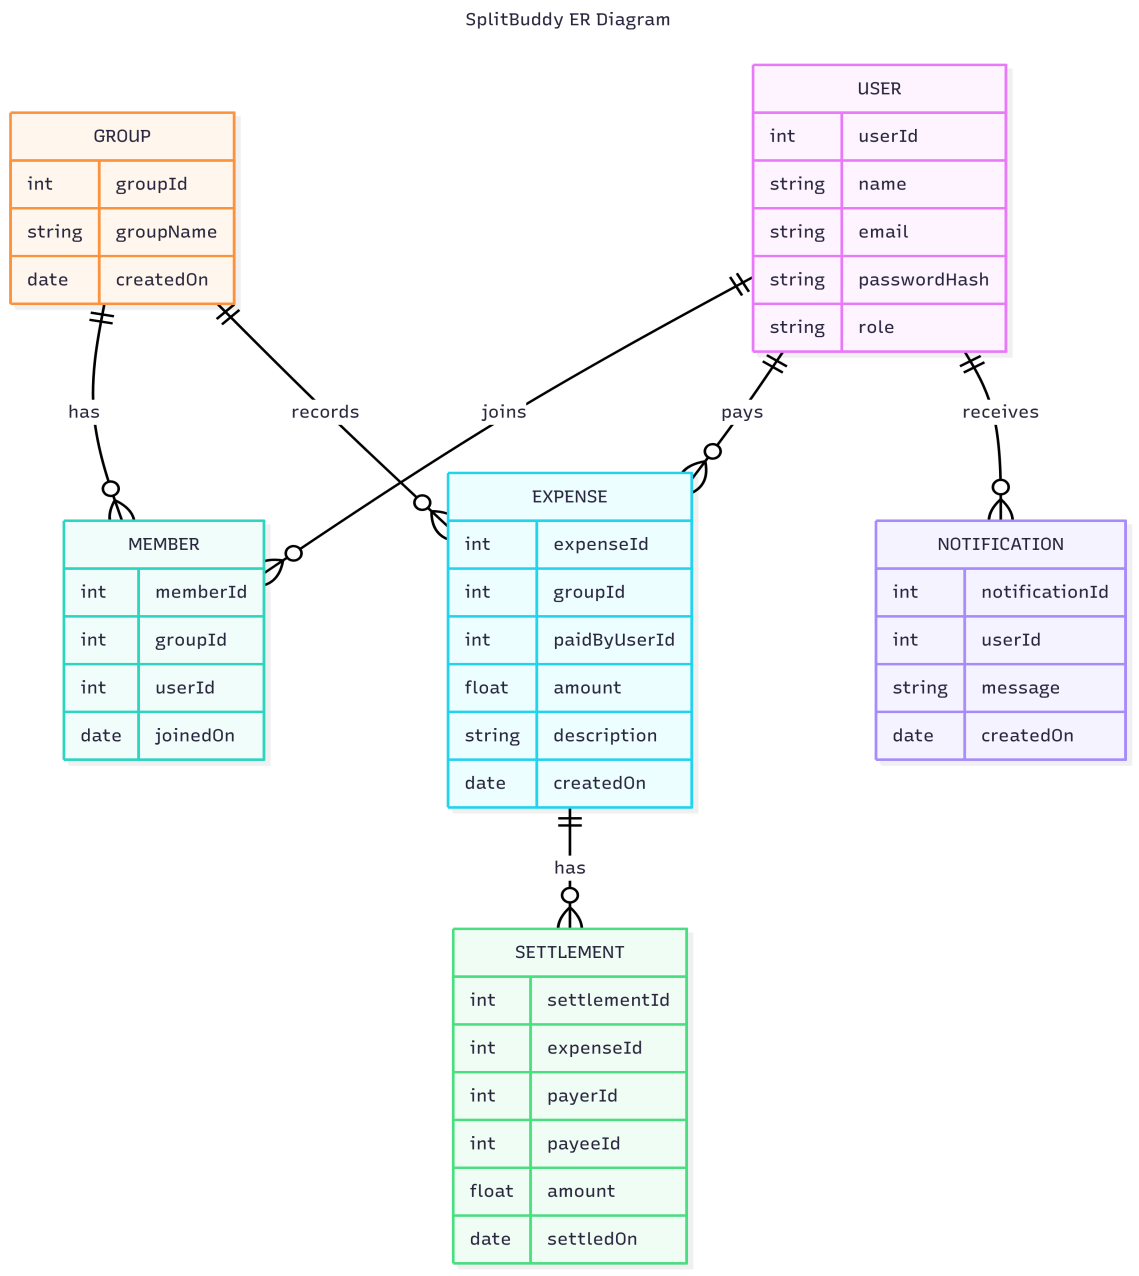 SplitBuddy ER Diagram
GROUP
int groupId
string groupName
date createdOn
USER
int userId
string name
string email
string passwordHash
string role
has
records
joins
pays
receives
MEMBER
int memberId
int groupId
int userId
date joinedOn
EXPENSE
int expenseId
int groupId
int paidByUserId
float amount
string description
date createdOn
NOTIFICATION
int notificationId
int userId
string message
date createdOn
has
SETTLEMENT
int settlementId
int expenseId
int payerId
int payeeId
float amount
date settledOn